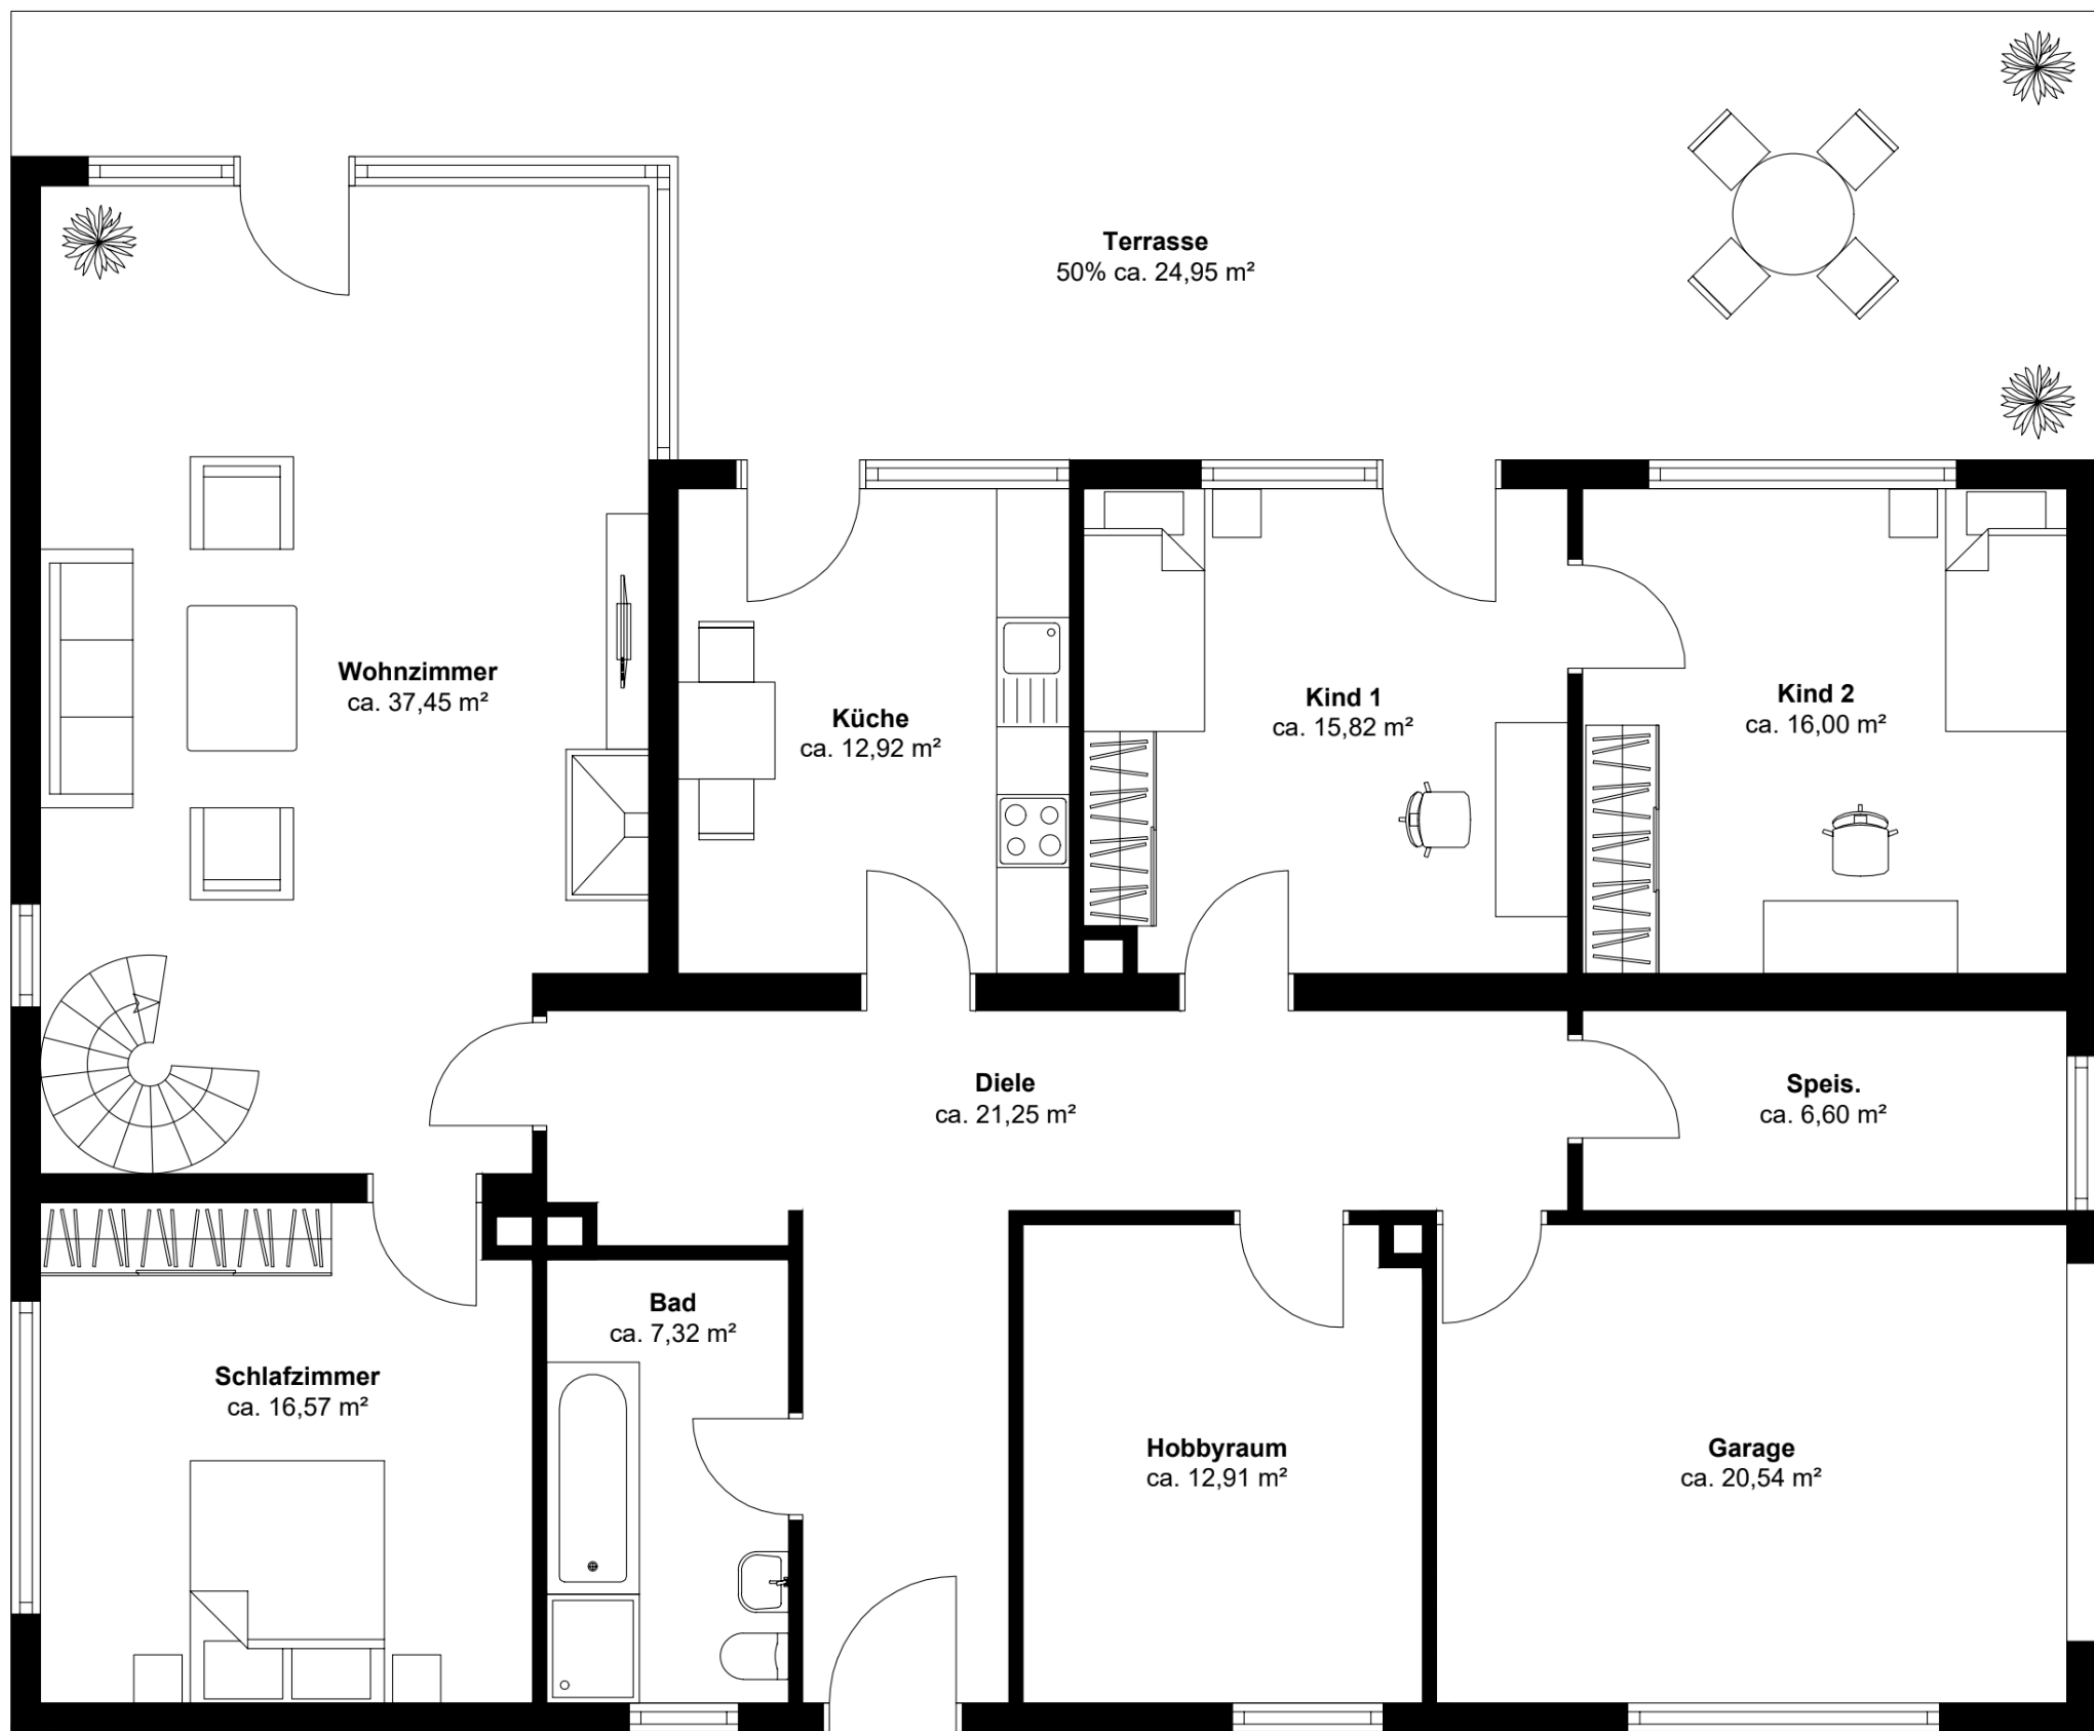 Terrasse
50% ca. 24,95 m²
Wohnzimmer
ca. 37,45 m²
Küche
ca. 12,92 m²
Kind 1
ca. 15,82 m²
Kind 2
ca. 16,00 m²
Diele
ca. 21,25 m²
Speis.
ca. 6,60 m²
Bad
ca. 7,32 m²
Schlafzimmer
ca. 16,57 m²
Hobbyraum
ca. 12,91 m²
Garage
ca. 20,54 m²